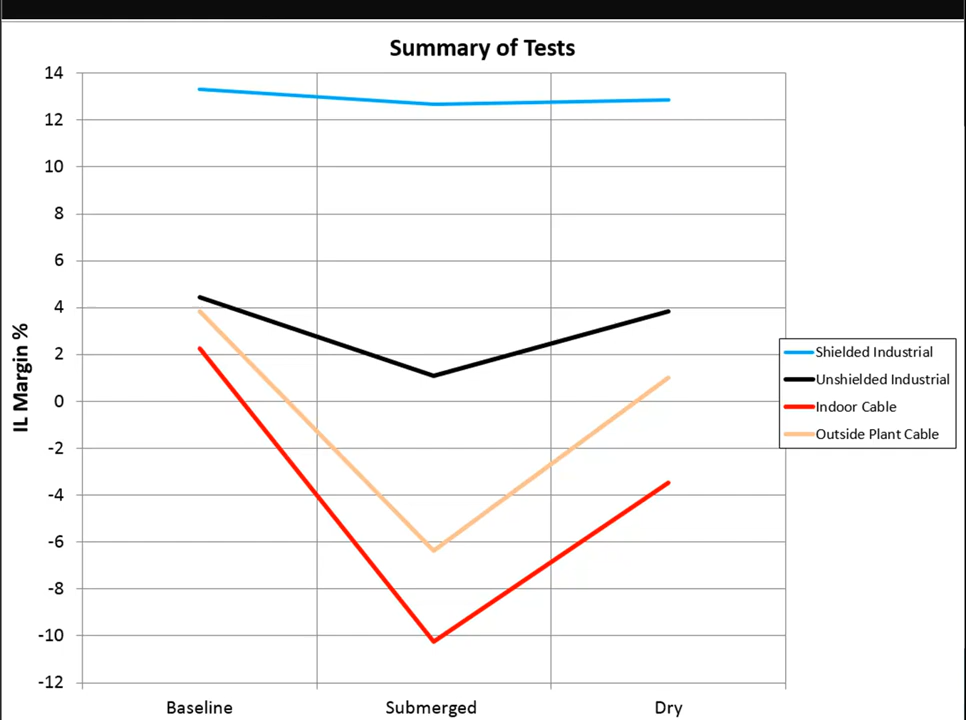 Summary of Tests
14
12
10
8
6
4
2
0
-2
-4
-6
-8
-10
-12
IL Margin %
Baseline
Submerged
Dry
Shielded Industrial
Unshielded Industrial
Indoor Cable
Outside Plant Cable